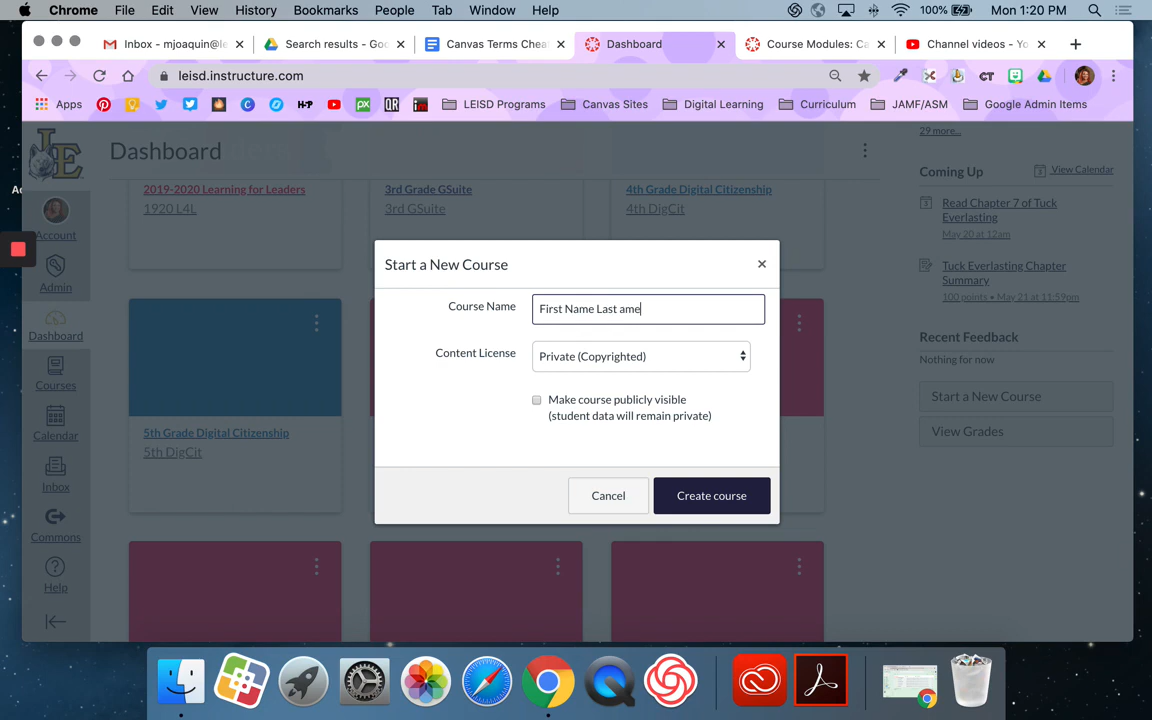 Chrome File Edit View History Bookmarks People Tab Window Help 100% Mon 1:20 PM
Inbox - mjoaquin@le Search results - Goo Canvas Terms Chea Dashboard Course Modules: Ca Channel videos - Yo
leisd.instructure.com
Apps LEISD Programs Canvas Sites Digital Learning Curriculum JAMF/ASM Google Admin Items
Dashboard
29 more...
Coming Up View Calendar
2019-2020 Learning for Leaders 3rd Grade GSuite 4th Grade Digital Citizenship
1920 L4L 3rd GSuite 4th DigCit
Read Chapter 7 of Tuck
Everlasting
May 20 at 12am
Account
Admin
Dashboard
Courses
Calendar
Inbox
Commons
Help
Start a New Course
Course Name First Name Last ame
Content License Private (Copyrighted)
Make course publicly visible
(student data will remain private)
Cancel Create course
Tuck Everlasting Chapter
Summary
100 points • May 21 at 11:59pm
Recent Feedback
Nothing for now
Start a New Course
View Grades
5th Grade Digital Citizenship
5th DigCit